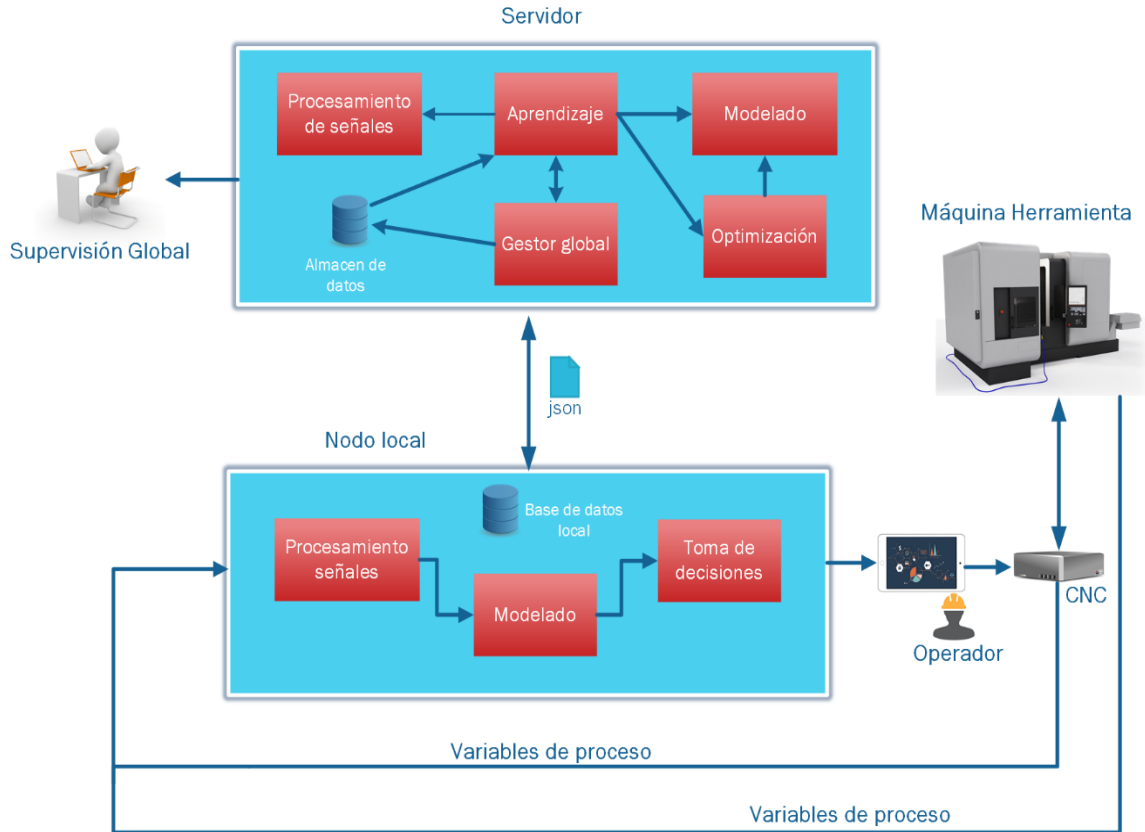 Servidor
Procesamiento
de señales
Aprendizaje
Modelado
Almacen de
datos
Gestor global
Optimización
Supervisión Global
Máquina Herramienta
json
Nodo local
Base de datos
local
Procesamiento
señales
Modelado
Toma de
decisiones
Operador
CNC
Variables de proceso
Variables de proceso